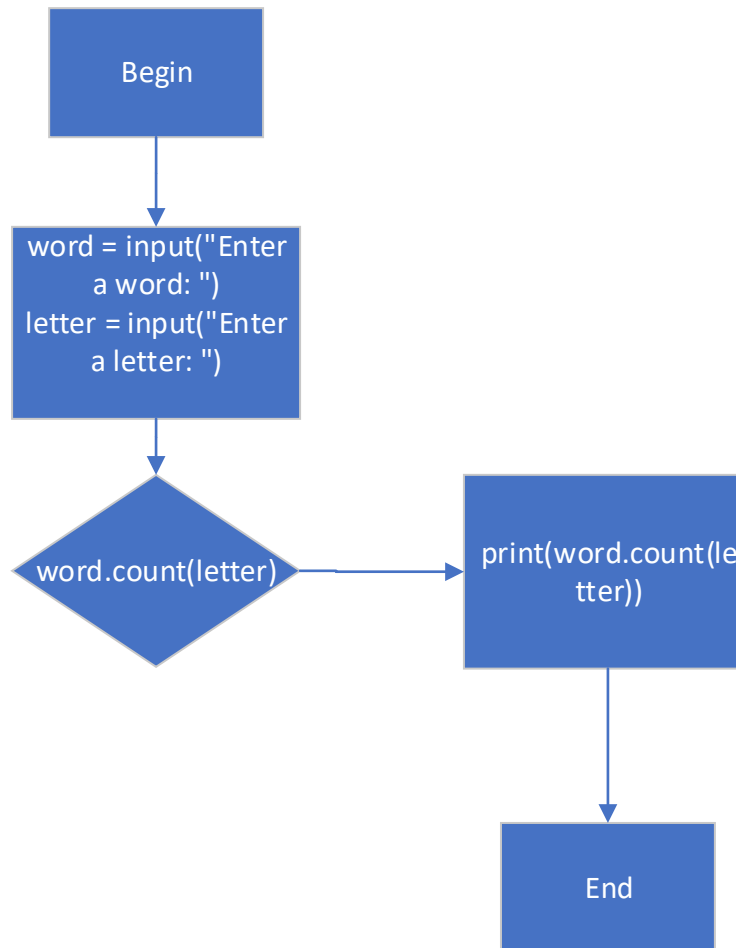 Begin
word = input("Enter
a word: ")
letter = input("Enter
a letter: ")
word.count(letter)
print(word.count(le
tter))
End